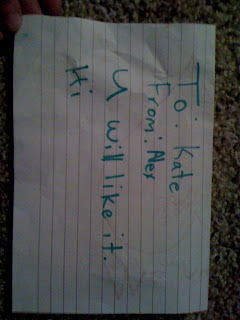 To: Kate
From: Alex
U will like it.
Hi